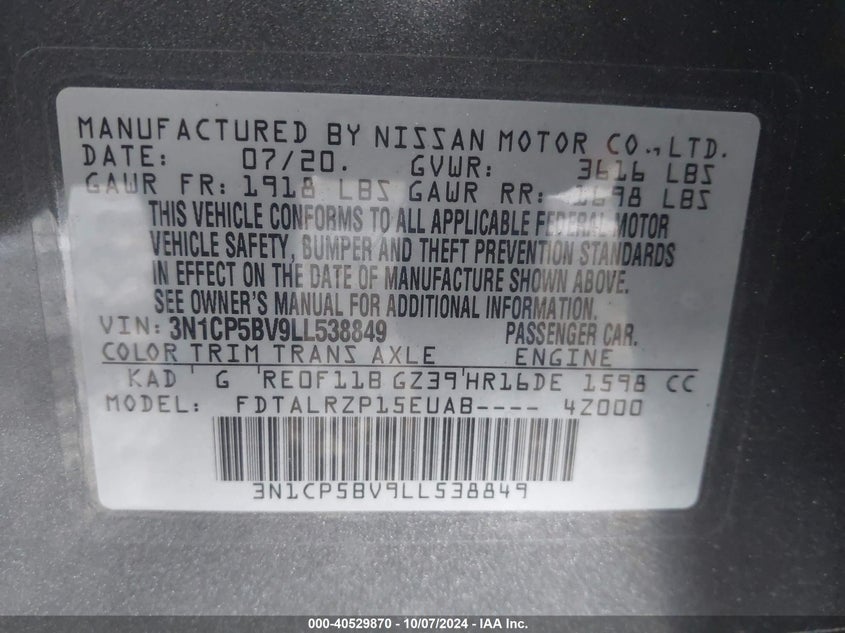 MANUFACTURED BY NISSAN MOTOR CO., LTD.
DATE: 07/20. GVWR: 3616 LBS
GAWR FR: 1918 LBS GAWR RR: 1698 LBS
THIS VEHICLE CONFORMS TO ALL APPLICABLE FEDERAL MOTOR
VEHICLE SAFETY, BUMPER AND THEFT PREVENTION STANDARDS
IN EFFECT ON THE DATE OF MANUFACTURE SHOWN ABOVE.
SEE OWNER'S MANUAL FOR ADDITIONAL INFORMATION.
VIN: 3N1CP5BV9LL538849 PASSENGER CAR.
COLOR TRIM TRANS AXLE ENGINE
KAD G RE0F11B GZ39 HR16DE 1598 CC
MODEL: FDTALRZP15EUAB---- 4Z000
3N1CP5BV9LL538849
000-40529870 - 10/07/2024 - IAA Inc.